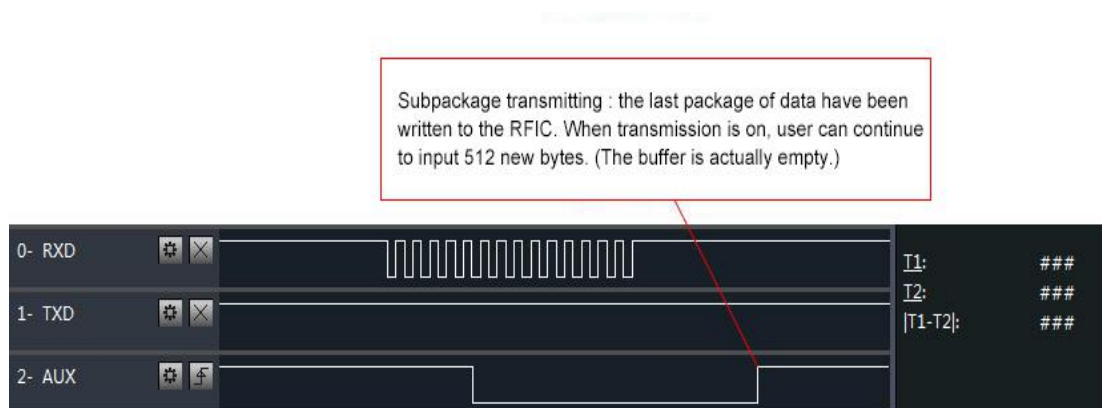 Subpackage transmitting : the last package of data have been
written to the RFIC. When transmission is on, user can continue
to input 512 new bytes. (The buffer is actually empty.)
0- RXD
T1: ###
1- TXD
T2: ###
|T1-T2|: ###
2- AUX